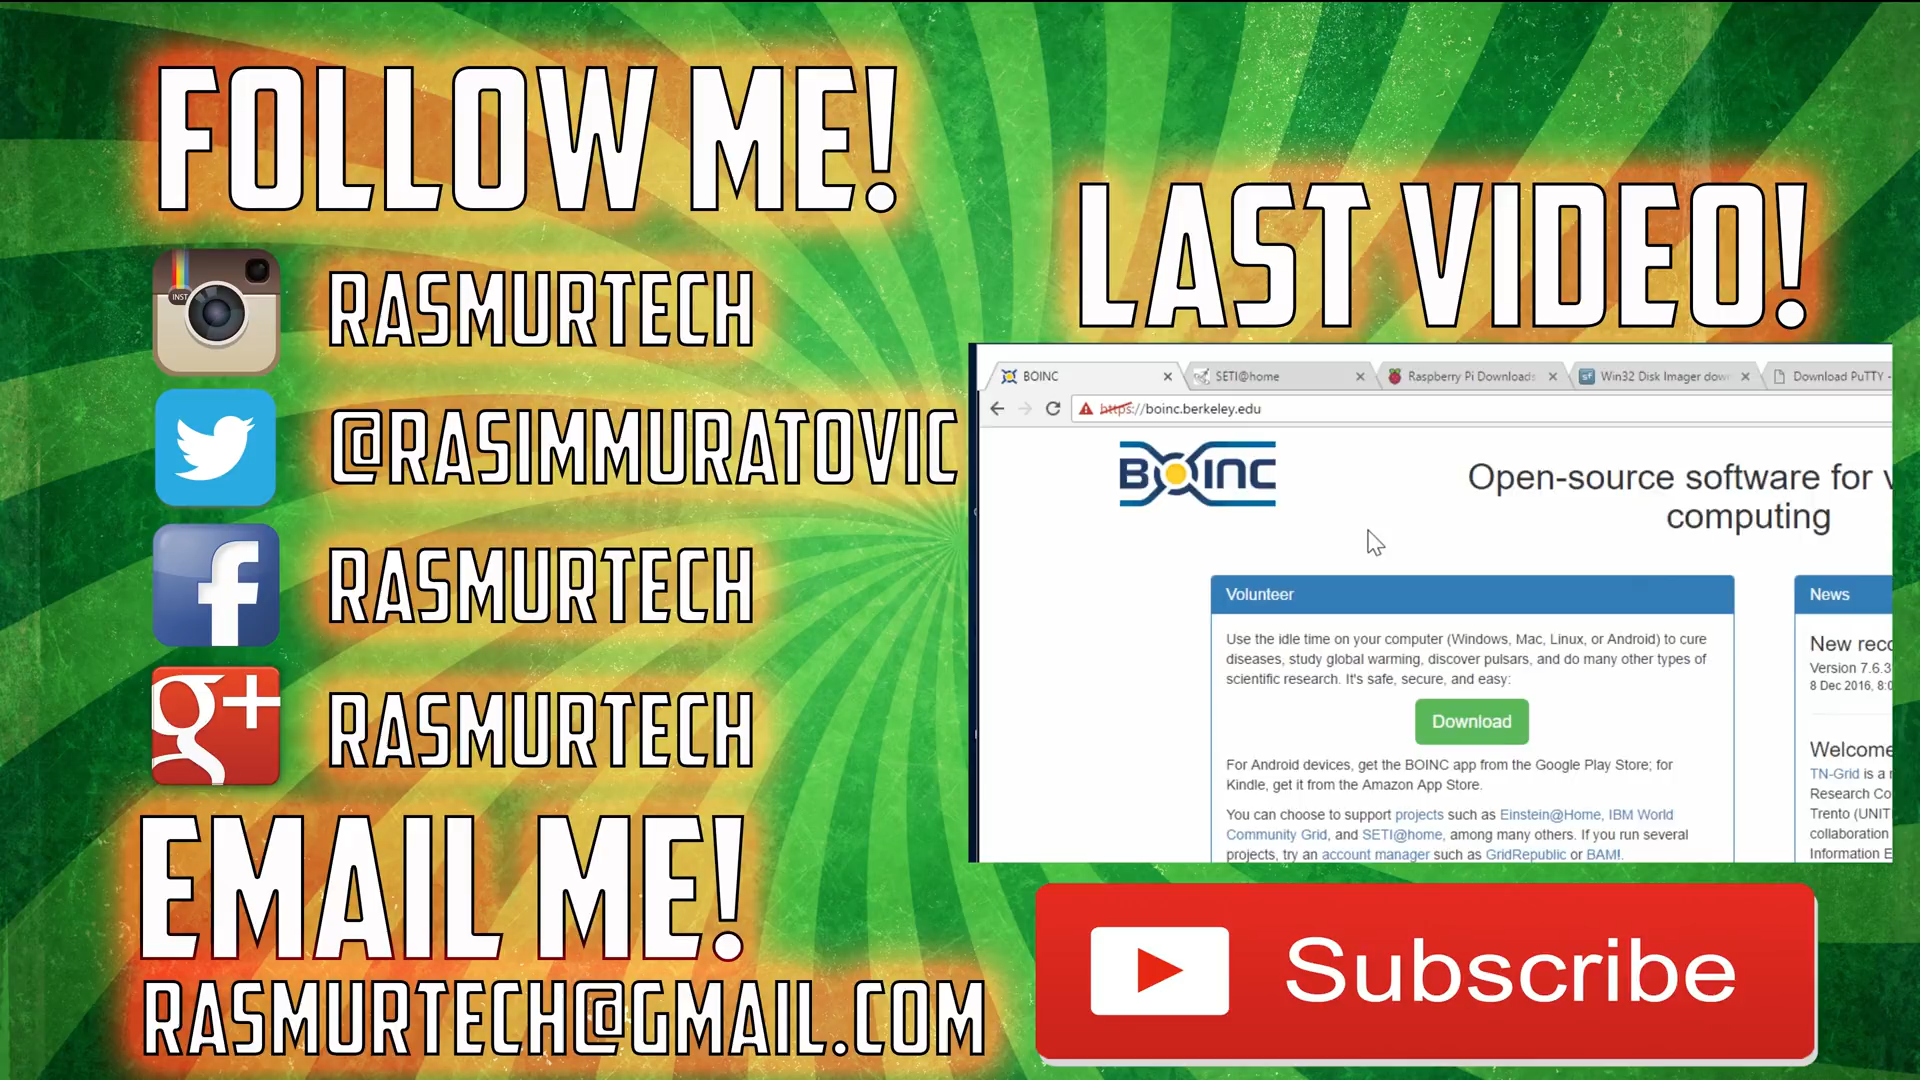 FOLLOW ME!
INST
RASMURTECH
@RASIMMURATOVIC
RASMURTECH
g+
RASMURTECH
EMAIL ME!
RASMURTECH@GMAIL.COM
LAST VIDEO!
BOINC
SETI@home
Raspberry Pi Downloads
Win32 Disk Imager dow
Download PuTTY -
https://boinc.berkeley.edu
BOINC
Open-source software for v
computing
Volunteer
Use the idle time on your computer (Windows, Mac, Linux, or Android) to cure
diseases, study global warming, discover pulsars, and do many other types of
scientific research. It's safe, secure, and easy:
Download
For Android devices, get the BOINC app from the Google Play Store; for
Kindle, get it from the Amazon App Store.
You can choose to support projects such as Einstein@Home, IBM World
Community Grid, and SETI@home, among many others. If you run several
projects, try an account manager such as GridRepublic or BAM!.
News
New reco
Version 7.6.3
8 Dec 2016, 8:0
Welcome
TN-Grid is a r
Research Co
Trento (UNIT
collaboration
Information E
Subscribe